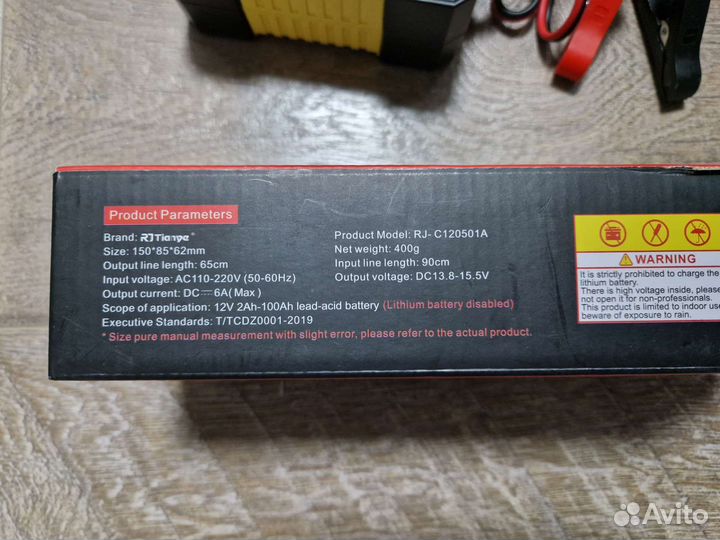 Product Parameters
Brand: RJTianye®
Size: 150*85*62mm
Output line length: 65cm
Input voltage: AC110-220V (50-60Hz)
Output current: DC⎓6A( Max )
Product Model: RJ- C120501A
Net weight: 400g
Input line length: 90cm
Output voltage: DC13.8-15.5V
Scope of application: 12V 2Ah-100Ah lead-acid battery (Lithium battery disabled)
Executive Standards: T/TCDZ0001-2019
* Size pure manual measurement with slight error, please refer to the actual product.
WARNING
It is strictly prohibited to charge the
lithium battery.
There is high voltage inside, please
not open it for non-professionals.
This product is limited to indoor use
beware of exposure to rain.
Avito